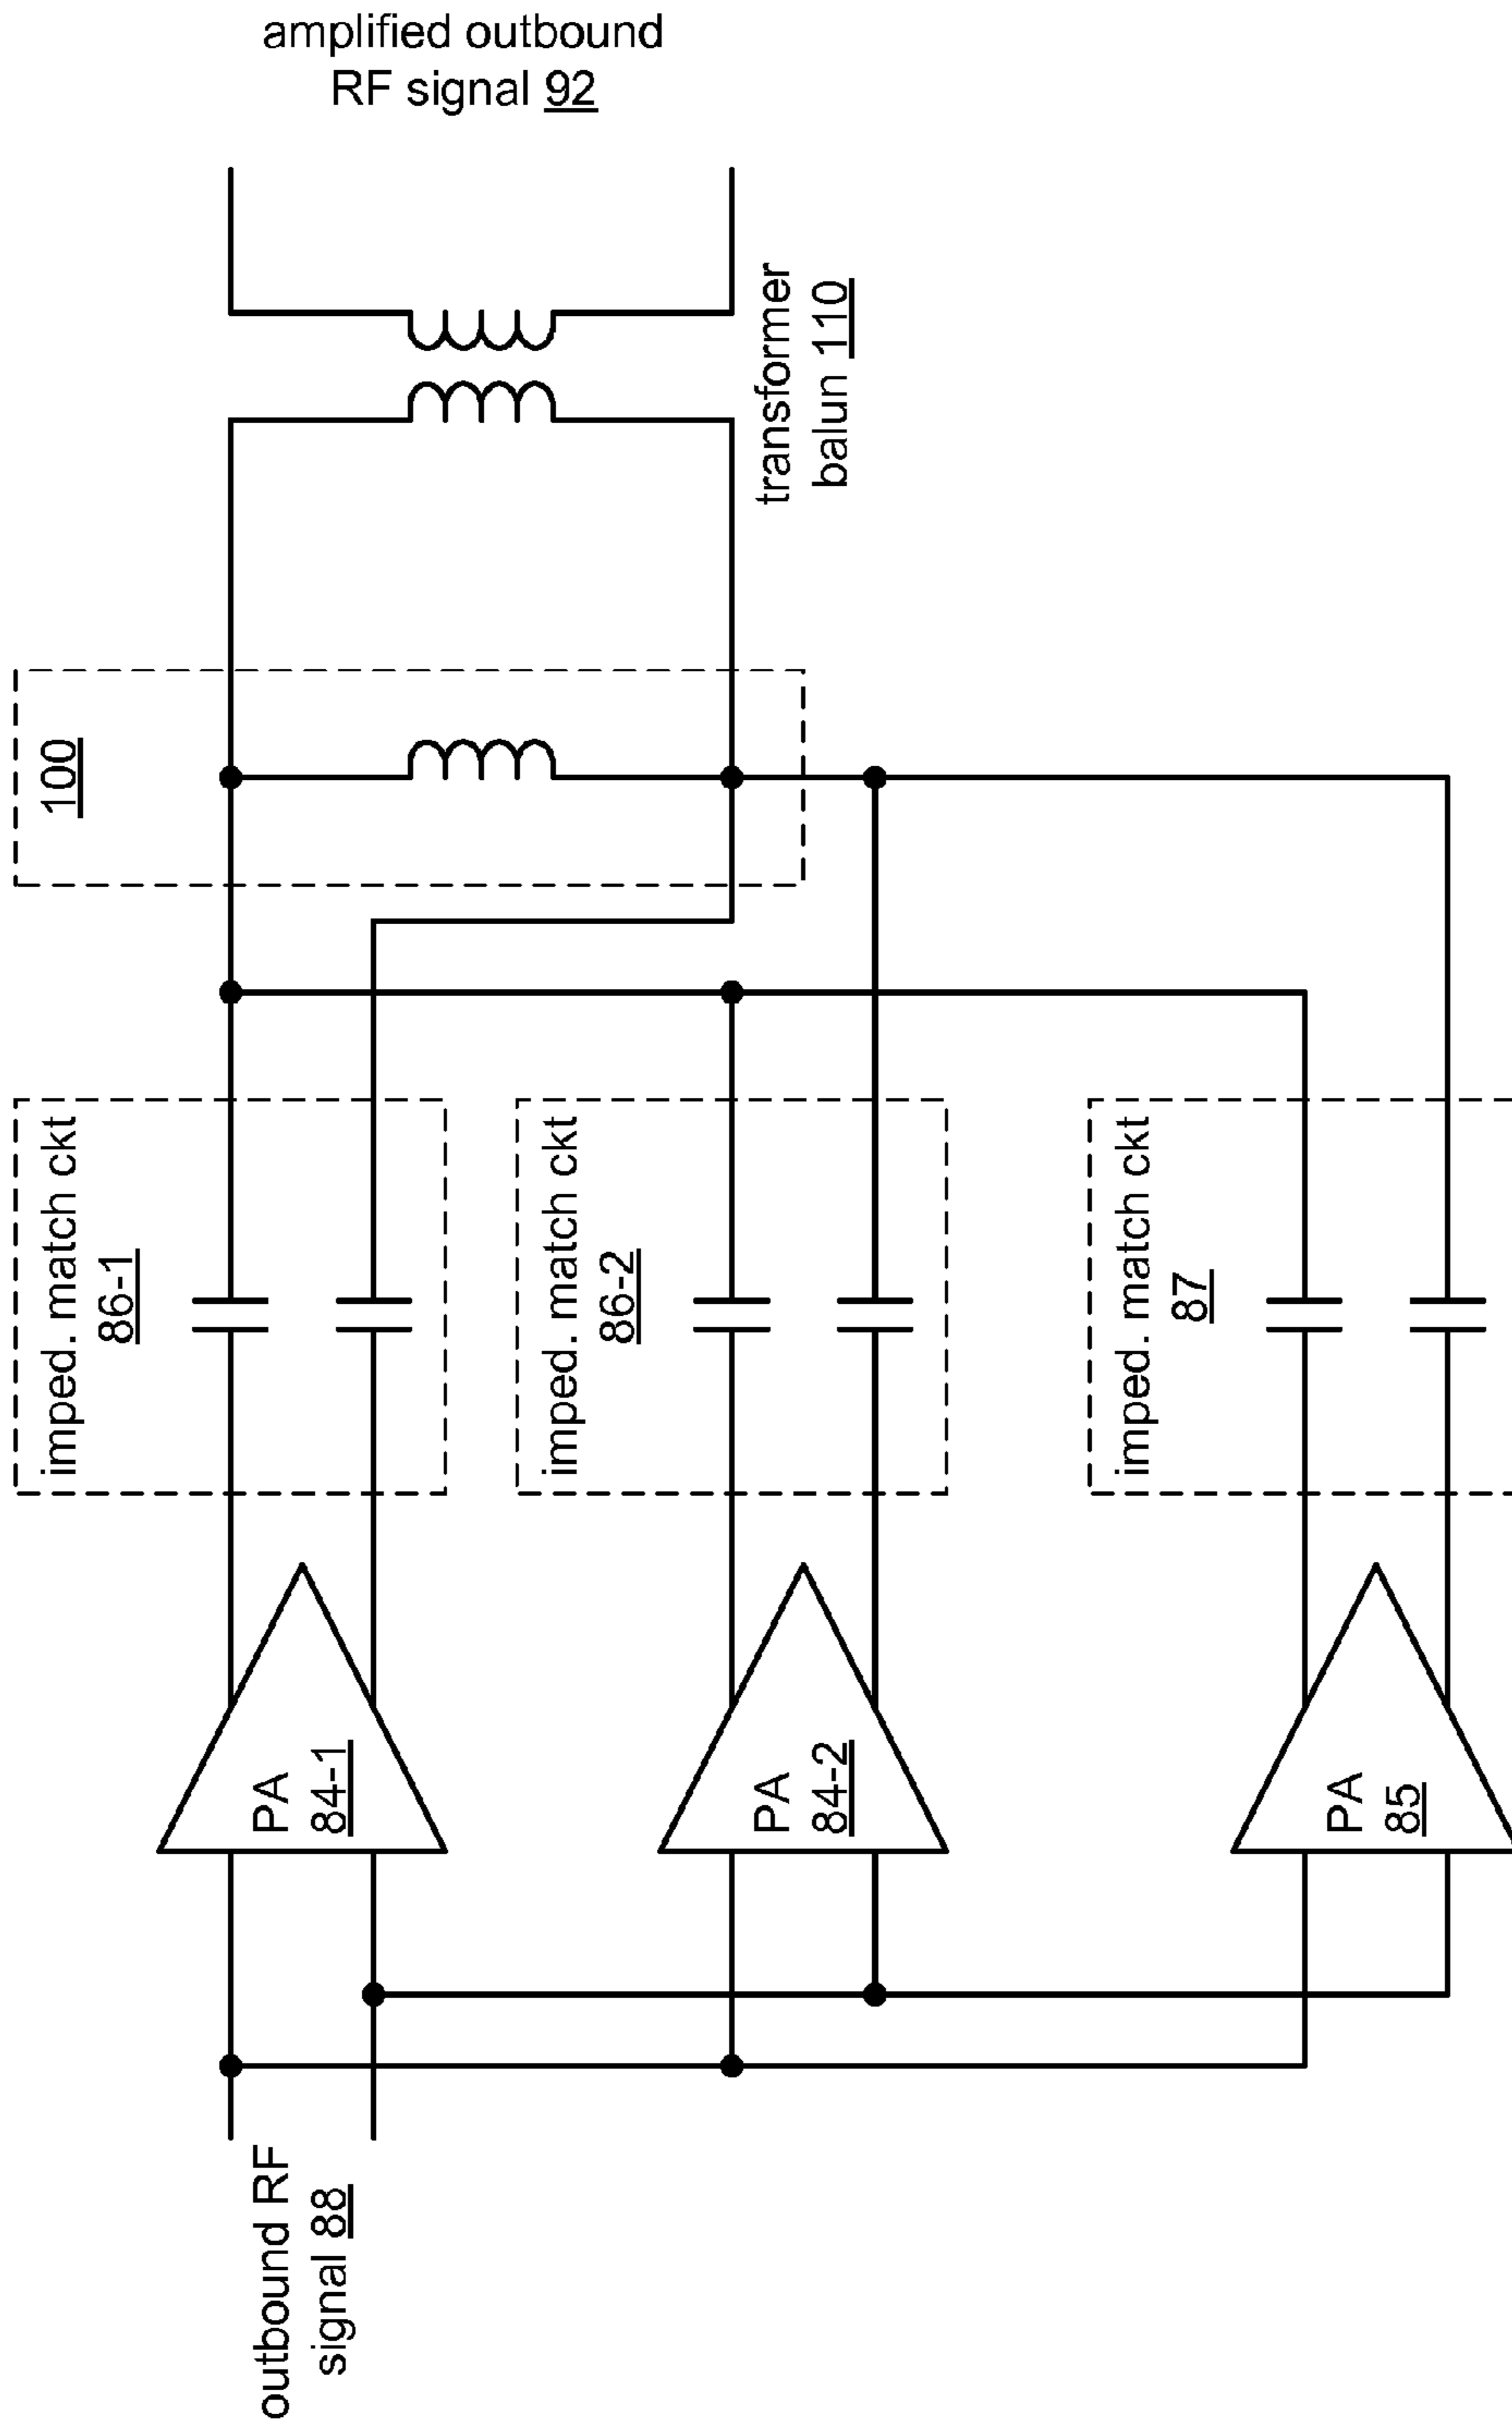 amplified outbound
RF signal 92
transformer
balun 110
100
imped. match ckt
86-1
imped. match ckt
86-2
imped. match ckt
87
PA
84-1
PA
84-2
PA
85
outbound RF
signal 88